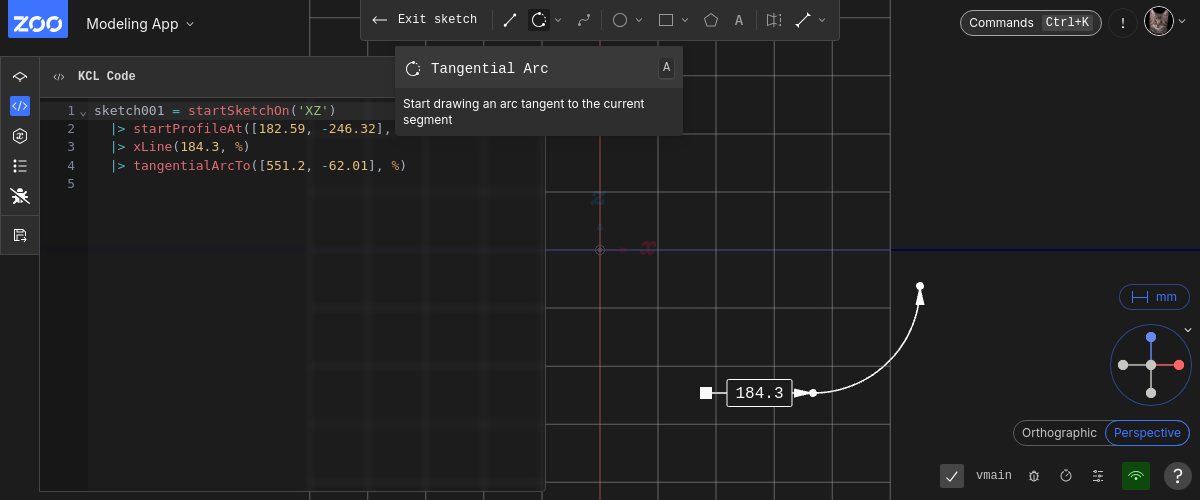 ZOO Modeling App
Exit sketch
A
Commands Ctrl+K
!
KCL Code
Tangential Arc A
Start drawing an arc tangent to the current
segment
1 sketch001 = startSketchOn('XZ')
2 |> startProfileAt([182.59, -246.32],
3 |> xLine(184.3, %)
4 |> tangentialArcTo([551.2, -62.01], %)
5
z
x
184.3
mm
Orthographic Perspective
vmain
?